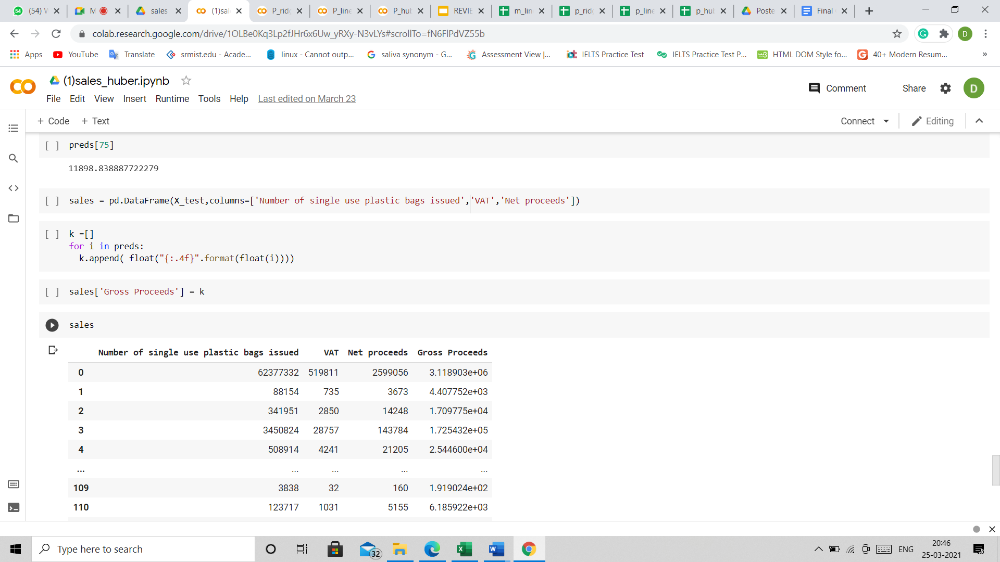 (54) W
M
sales
(1)sal
P_ridg
P_line
P_hub
REVIE
m_lin
p_ridg
p_line
p_hub
Poste
Final
colab.research.google.com/drive/1OLBe0Kq3Lp2fJHr6x6Uw_yRXy-N3vLYs#scrollTo=fN6FlPdVZ55b
D
Apps YouTube Translate srmist.edu - Acade... linux - Cannot outp... saliva synonym - G... Assessment View |... IELTS Practice Test IELTS Practice Test P... HTML DOM Style fo... 40+ Modern Resum... »
(1)sales_huber.ipynb
File Edit View Insert Runtime Tools Help Last edited on March 23
Comment Share D
+ Code + Text
Connect Editing
[ ] preds[75]
11898.838887722279
[ ] sales = pd.DataFrame(X_test,columns=['Number of single use plastic bags issued','VAT','Net proceeds'])
[ ] k =[]
for i in preds:
k.append( float("{:.4f}".format(float(i))))
[ ] sales['Gross Proceeds'] = k
sales
Number of single use plastic bags issued VAT Net proceeds Gross Proceeds
0 62377332 519811 2599056 3.118903e+06
1 88154 735 3673 4.407752e+03
2 341951 2850 14248 1.709775e+04
3 3450824 28757 143784 1.725432e+05
4 508914 4241 21205 2.544600e+04
... ... ... ... ...
109 3838 32 160 1.919024e+02
110 123717 1031 5155 6.185922e+03
Type here to search
32
ENG
20:46
25-03-2021